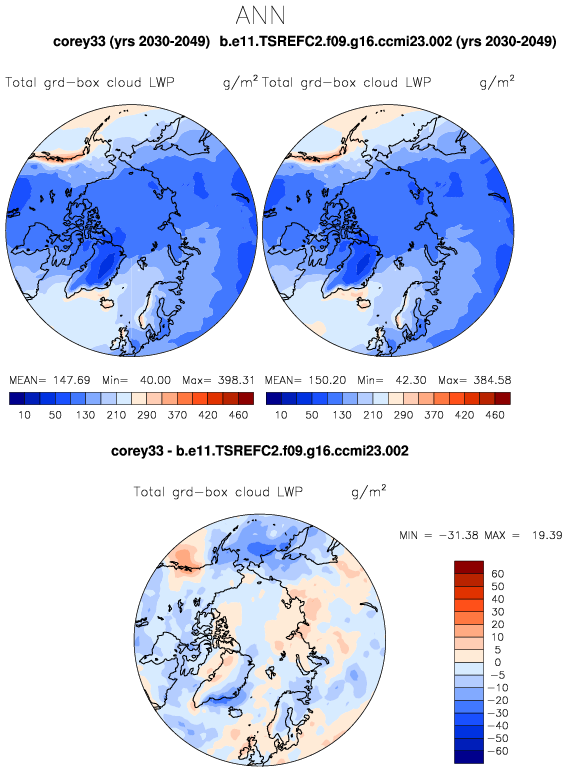 ANN
corey33 (yrs 2030-2049) b.e11.TSREFC2.f09.g16.ccmi23.002 (yrs 2030-2049)
Total grd-box cloud LWP g/m² Total grd-box cloud LWP g/m²
MEAN= 147.69 Min= 40.00 Max= 398.31 MEAN= 150.20 Min= 42.30 Max= 384.58
10 50 130 210 290 370 420 460 10 50 130 210 290 370 420 460
corey33 - b.e11.TSREFC2.f09.g16.ccmi23.002
Total grd-box cloud LWP g/m²
MIN = -31.38 MAX = 19.39
60
50
40
30
20
10
5
0
-5
-10
-20
-30
-40
-50
-60